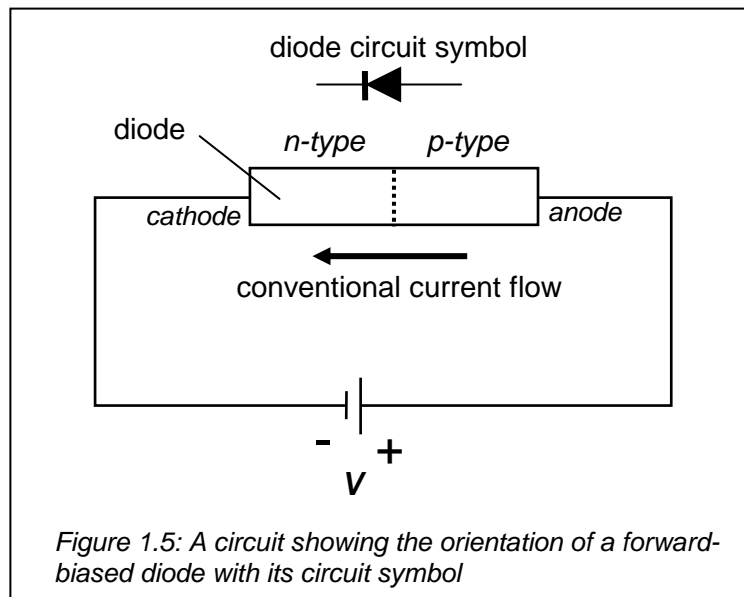 diode circuit symbol
diode
n-type p-type
cathode
anode
conventional current flow
- +
V
Figure 1.5: A circuit showing the orientation of a forward-
biased diode with its circuit symbol